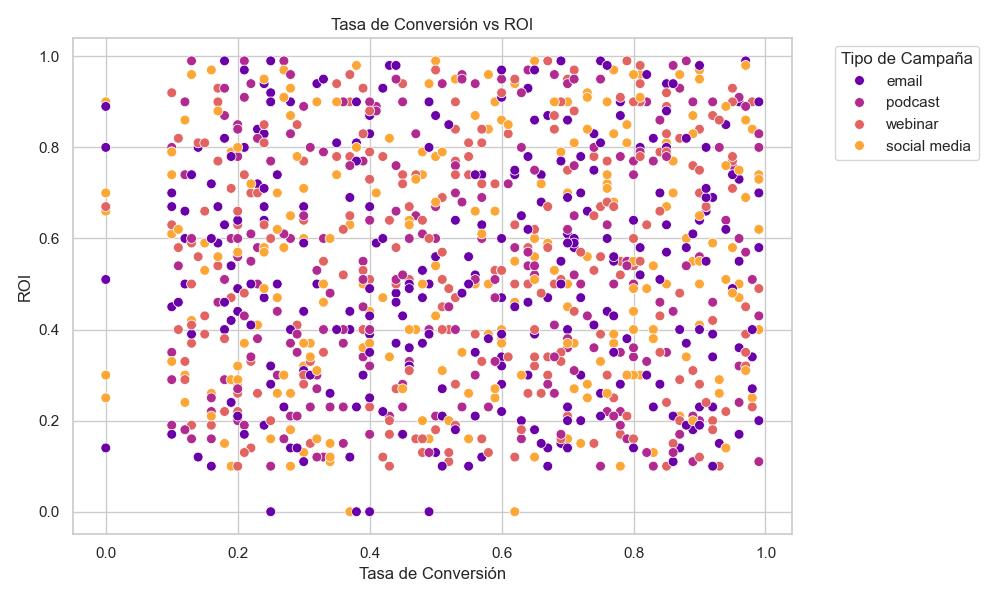 Tasa de Conversión vs ROI
Tipo de Campaña
email
podcast
webinar
social media
ROI
1.0
0.8
0.6
0.4
0.2
0.0
0.0 0.2 0.4 0.6 0.8 1.0
Tasa de Conversión